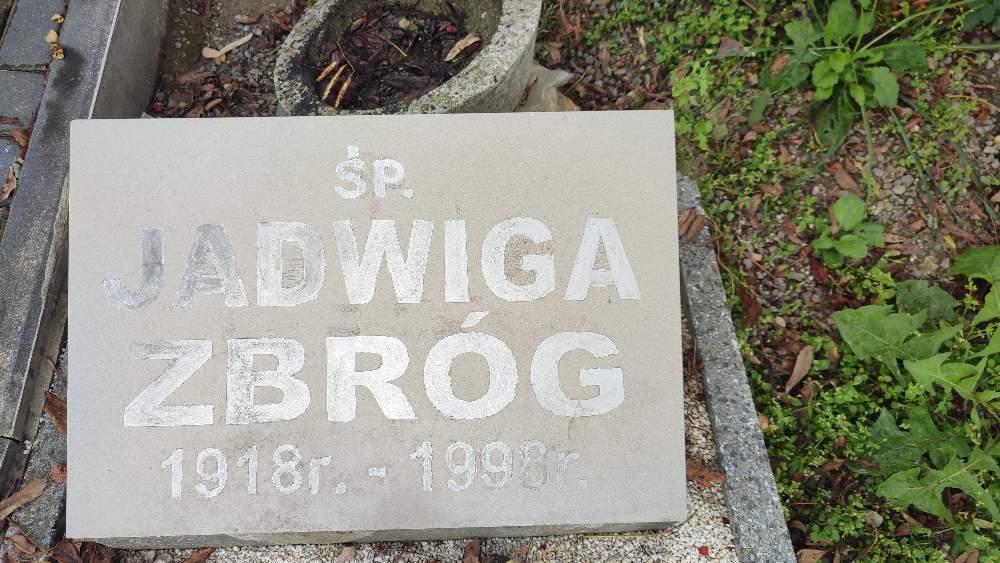 ŚP.
JADWIGA
ZBRÓG
1918r. - 1998r.